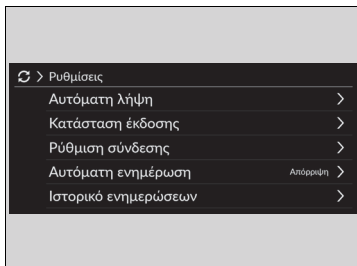 Ρυθμίσεις
Αυτόματη λήψη
Κατάσταση έκδοσης
Ρύθμιση σύνδεσης
Αυτόματη ενημέρωση Απόρριψη
Ιστορικό ενημερώσεων